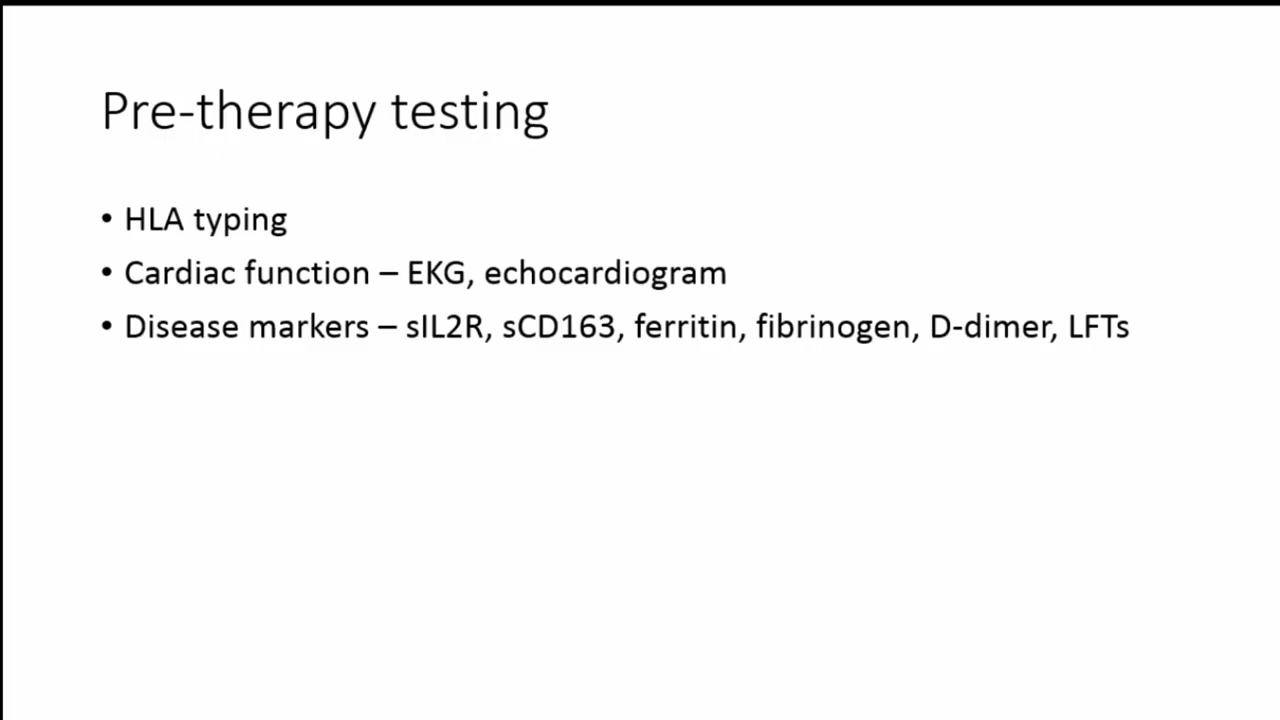 Pre-therapy testing
• HLA typing
• Cardiac function – EKG, echocardiogram
• Disease markers – sIL2R, sCD163, ferritin, fibrinogen, D-dimer, LFTs